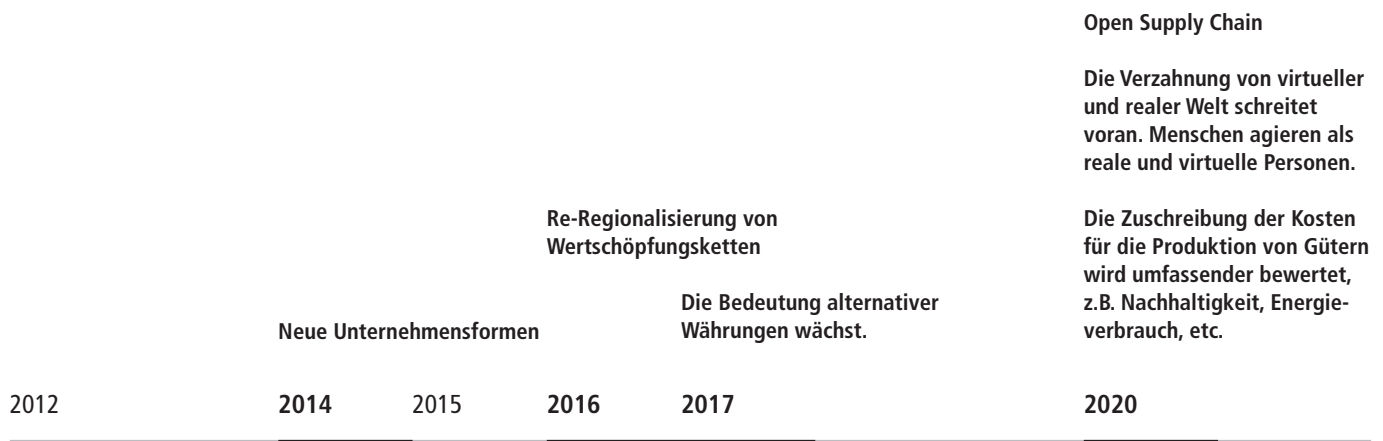 Open Supply Chain
Die Verzahnung von virtueller
und realer Welt schreitet
voran. Menschen agieren als
reale und virtuelle Personen.
Re-Regionalisierung von
Wertschöpfungsketten
Die Zuschreibung der Kosten
für die Produktion von Gütern
wird umfassender bewertet,
z.B. Nachhaltigkeit, Energie-
verbrauch, etc.
Die Bedeutung alternativer
Währungen wächst.
Neue Unternehmensformen
2012 2014 2015 2016 2017 2020